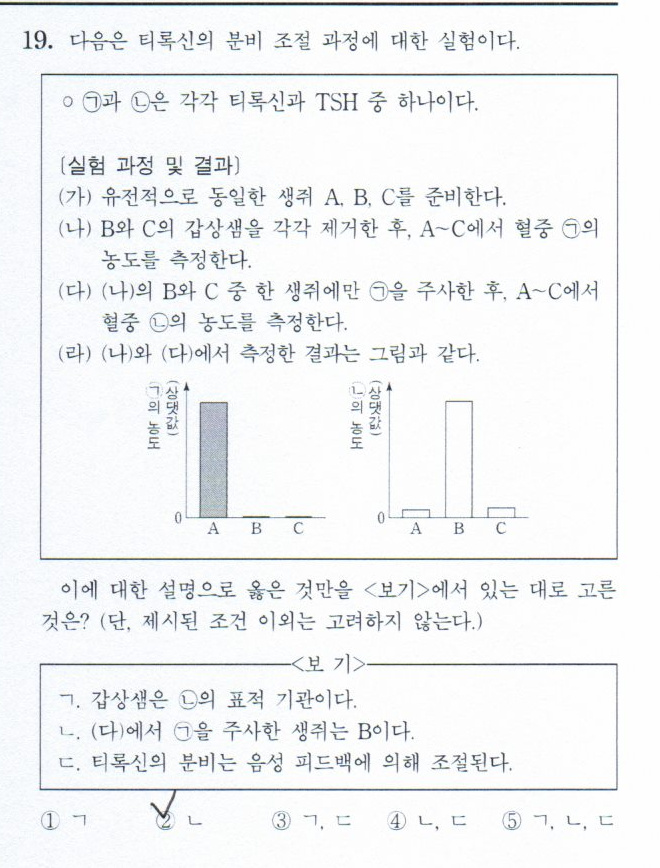 19. 다음은 티록신의 분비 조절 과정에 대한 실험이다.
○ ㉠과 ㉡은 각각 티록신과 TSH 중 하나이다.
[실험 과정 및 결과]
(가) 유전적으로 동일한 생쥐 A, B, C를 준비한다.
(나) B와 C의 갑상샘을 각각 제거한 후, A~C에서 혈중 ㉠의
농도를 측정한다.
(다) (나)의 B와 C 중 한 생쥐에만 ㉠을 주사한 후, A~C에서
혈중 ㉡의 농도를 측정한다.
(라) (나)와 (다)에서 측정한 결과는 그림과 같다.
㉠의 농도(상댓값)
0
A B C
㉡의 농도(상댓값)
0
A B C
이에 대한 설명으로 옳은 것만을 <보기>에서 있는 대로 고른
것은? (단, 제시된 조건 이외는 고려하지 않는다.)
<보 기>
ㄱ. 갑상샘은 ㉡의 표적 기관이다.
ㄴ. (다)에서 ㉠을 주사한 생쥐는 B이다.
ㄷ. 티록신의 분비는 음성 피드백에 의해 조절된다.
① ㄱ ② ㄴ ③ ㄱ, ㄷ ④ ㄴ, ㄷ ⑤ ㄱ, ㄴ, ㄷ